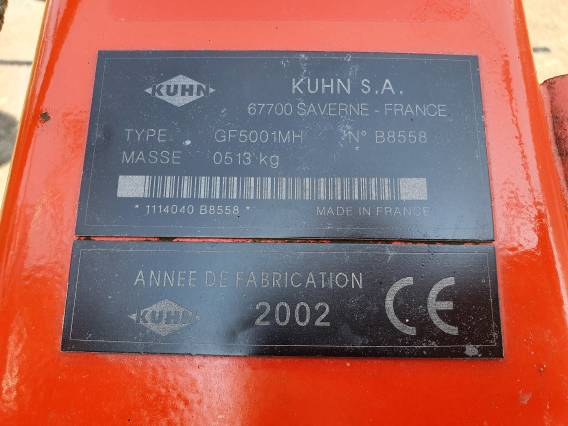 KUHN
KUHN S.A.
67700 SAVERNE - FRANCE
TYPE. GF5001MH N° B8558
MASSE 0513 kg
* 1114040 B8558 * MADE IN FRANCE
ANNEE DE FABRICATION
KUHN 2002 CE